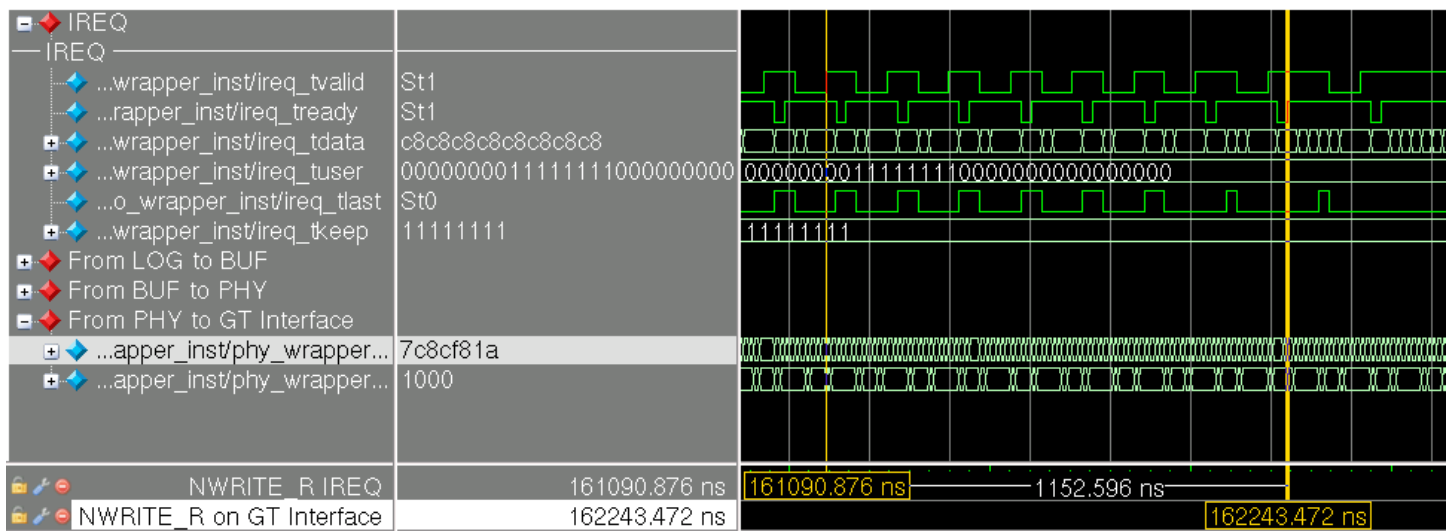 IREQ
IREQ
...wrapper_inst/ireq_tvalid St1
...rapper_inst/ireq_tready St1
...wrapper_inst/ireq_tdata c8c8c8c8c8c8c8c8
...wrapper_inst/ireq_tuser 00000000111111111000000000 00000000111111111000000000000000
...o_wrapper_inst/ireq_tlast St0
...wrapper_inst/ireq_tkeep 11111111 11111111
From LOG to BUF
From BUF to PHY
From PHY to GT Interface
...apper_inst/phy_wrapper... 7c8cf81a
...apper_inst/phy_wrapper... 1000
NWRITE_R IREQ 161090.876 ns 161090.876 ns 1152.596 ns
NWRITE_R on GT Interface 162243.472 ns 162243.472 ns